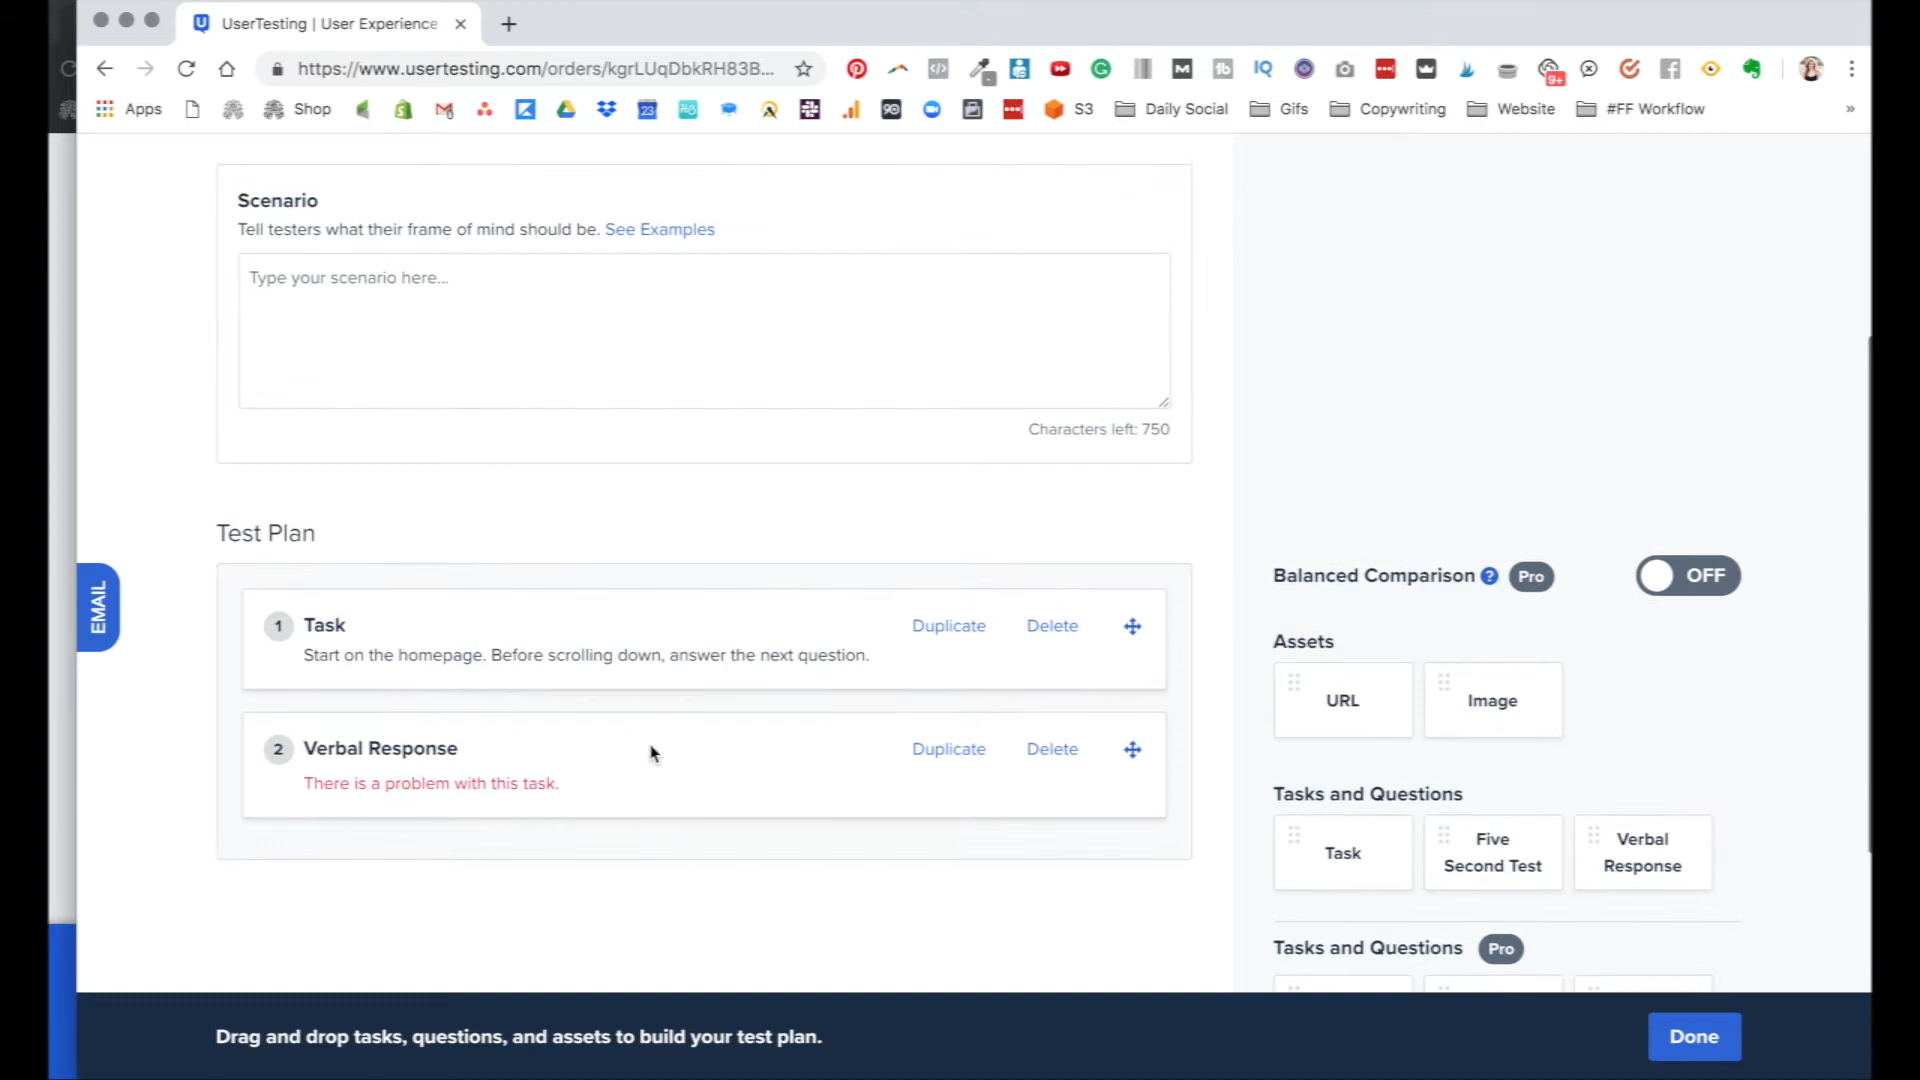 UserTesting | User Experience
https://www.usertesting.com/orders/kgrLUqDbkRH83B...
9+
Apps
Shop
23
90
S3
Daily Social
Gifs
Copywriting
Website
#FF Workflow
»
Scenario
Tell testers what their frame of mind should be. See Examples
Type your scenario here...
Characters left: 750
Test Plan
1 Task Duplicate Delete
Start on the homepage. Before scrolling down, answer the next question.
2 Verbal Response Duplicate Delete
There is a problem with this task.
EMAIL
Balanced Comparison ? Pro OFF
Assets
URL
Image
Tasks and Questions
Task
Five
Second Test
Verbal
Response
Tasks and Questions Pro
Drag and drop tasks, questions, and assets to build your test plan.
Done